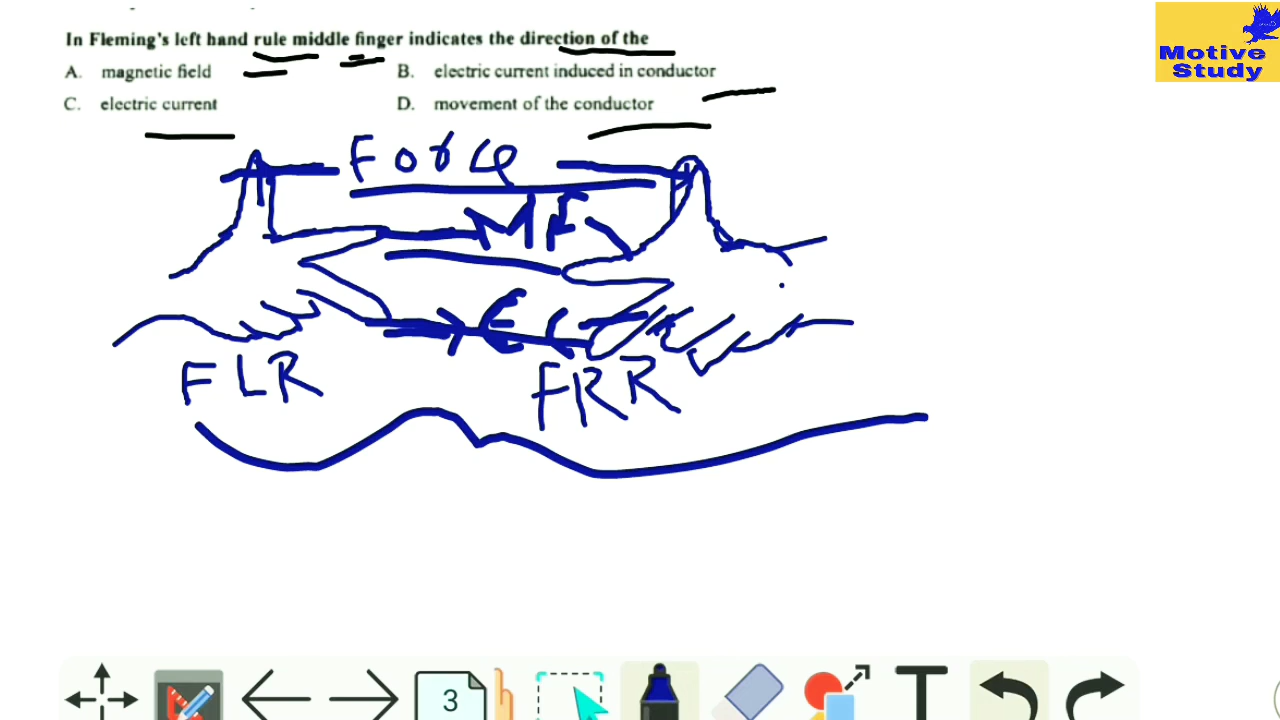 In Fleming's left hand rule middle finger indicates the direction of the
A. magnetic field B. electric current induced in conductor
C. electric current D. movement of the conductor
Motive
Study
Force
MF
EC
FLR FRR
3
T